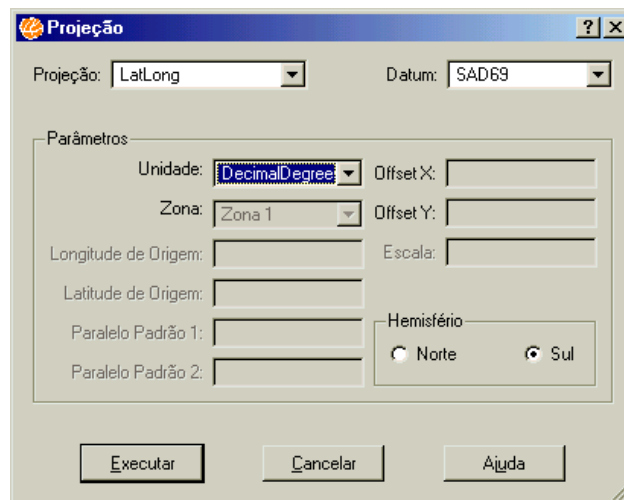 Projeção
Projeção: LatLong Datum: SAD69
Parâmetros
Unidade: DecimalDegree Offset X:
Zona: Zona 1 Offset Y:
Longitude de Origem: Escala:
Latitude de Origem:
Paralelo Padrão 1:
Paralelo Padrão 2:
Hemisfério
Norte Sul
Executar Cancelar Ajuda